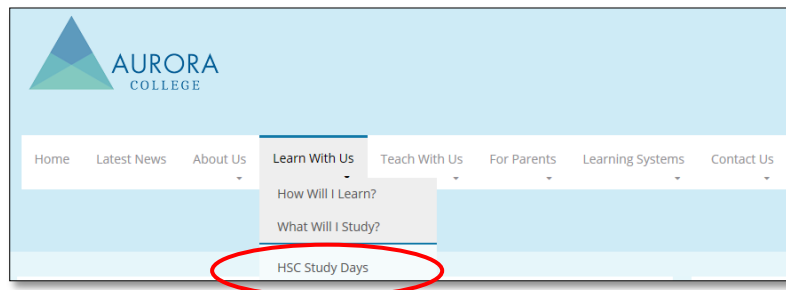 AURORA
COLLEGE
Home Latest News About Us Learn With Us Teach With Us For Parents Learning Systems Contact Us
How Will I Learn?
What Will I Study?
HSC Study Days